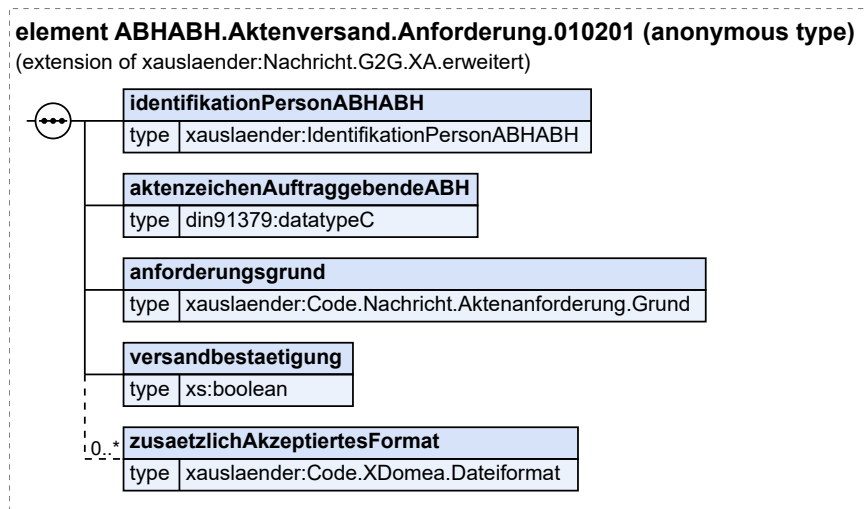 element ABHABH.Aktenversand.Anforderung.010201 (anonymous type)
(extension of xauslaender:Nachricht.G2G.XA.erweitert)
identifikationPersonABHABH
type xauslaender:IdentifikationPersonABHABH
aktenzeichenAuftraggebendeABH
type din91379:datatypeC
anforderungsgrund
type xauslaender:Code.Nachricht.Aktenanforderung.Grund
versandbestaetigung
type xs:boolean
0..* zusaetzlichAkzeptiertesFormat
type xauslaender:Code.XDomea.Dateiformat